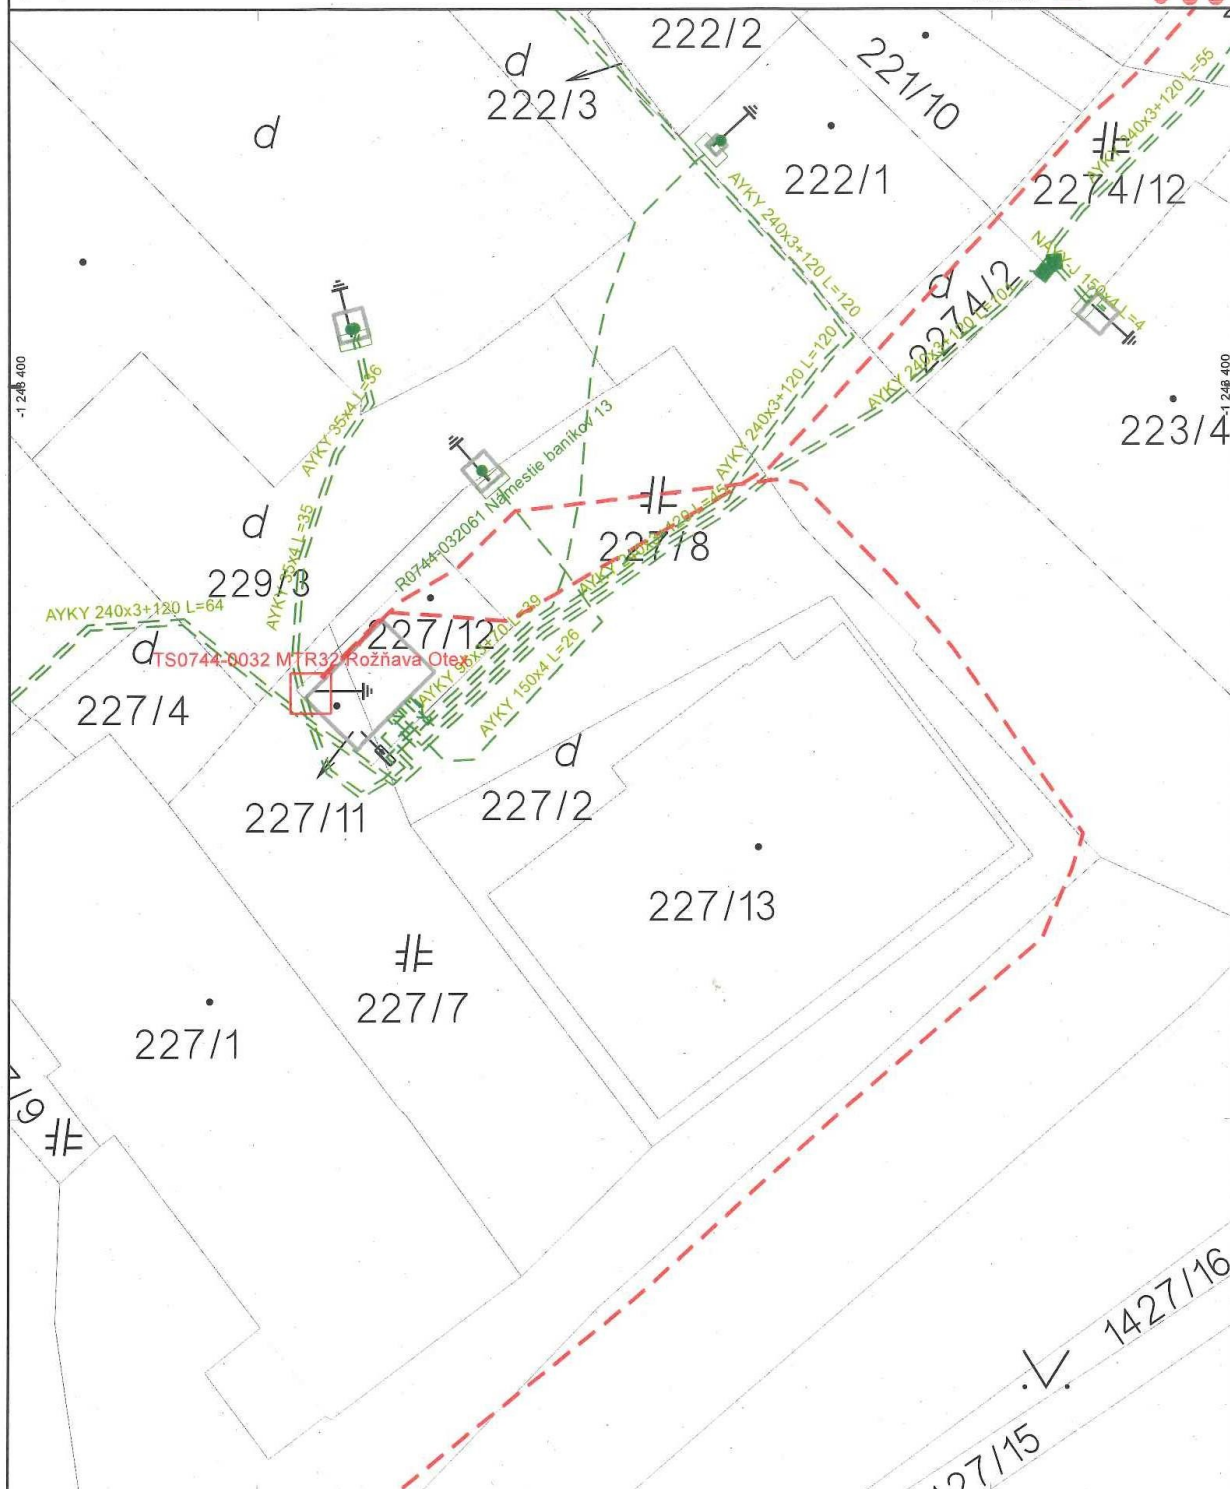 222/2
d
222/3
221/10
d
AYKY 240x3+120 L=55
222/1
2274/12
AYKY 240x3+120 L=120
NAYY-J 150x4 L=4
d
2274/2
-1 248 400
-1 248 400
AYKY 240x3+120 L=120
AYKY 35x4 L=36
223/4
R0744-032061 Námestie baníkov 13
d
227/8
229/3
AYKY 35x4 L=35
AYKY 240x3+120 L=64
d
227/12
TS0744-0032 MTR32 Rožňava Otex
227/4
AYKY 150x4 L=26
d
227/11
227/2
227/13
227/7
227/1
1427/16